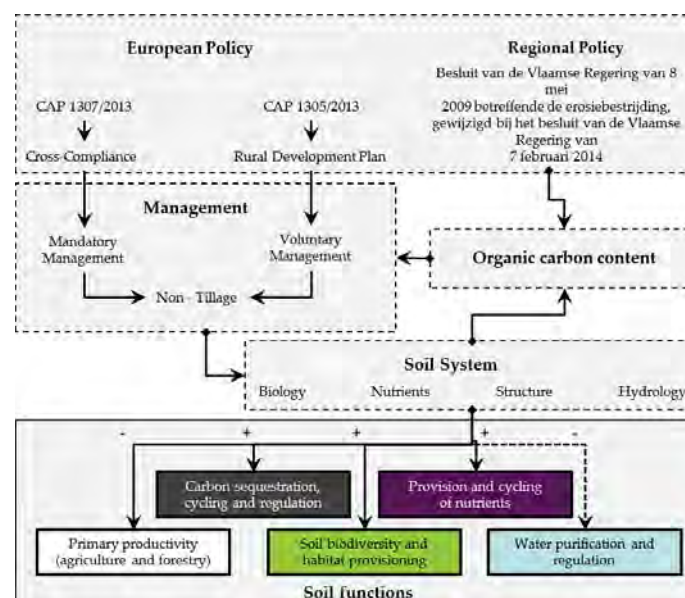 European Policy
Regional Policy
CAP 1307/2013
CAP 1305/2013
Cross-Compliance
Rural Development Plan
Besluit van de Vlaamse Regering van 8
mei
2009 betreffende de erosiebestrijding,
gewijzigd bij het besluit van de Vlaamse
Regering van
7 februari 2014
Management
Mandatory
Management
Voluntary
Management
Non - Tillage
Organic carbon content
Soil System
Biology
Nutrients
Structure
Hydrology
- + + + -
Carbon sequestration,
cycling and regulation
Provision and cycling
of nutrients
Primary productivity
(agriculture and forestry)
Soil biodiversity and
habitat provisioning
Water purification and
regulation
Soil functions